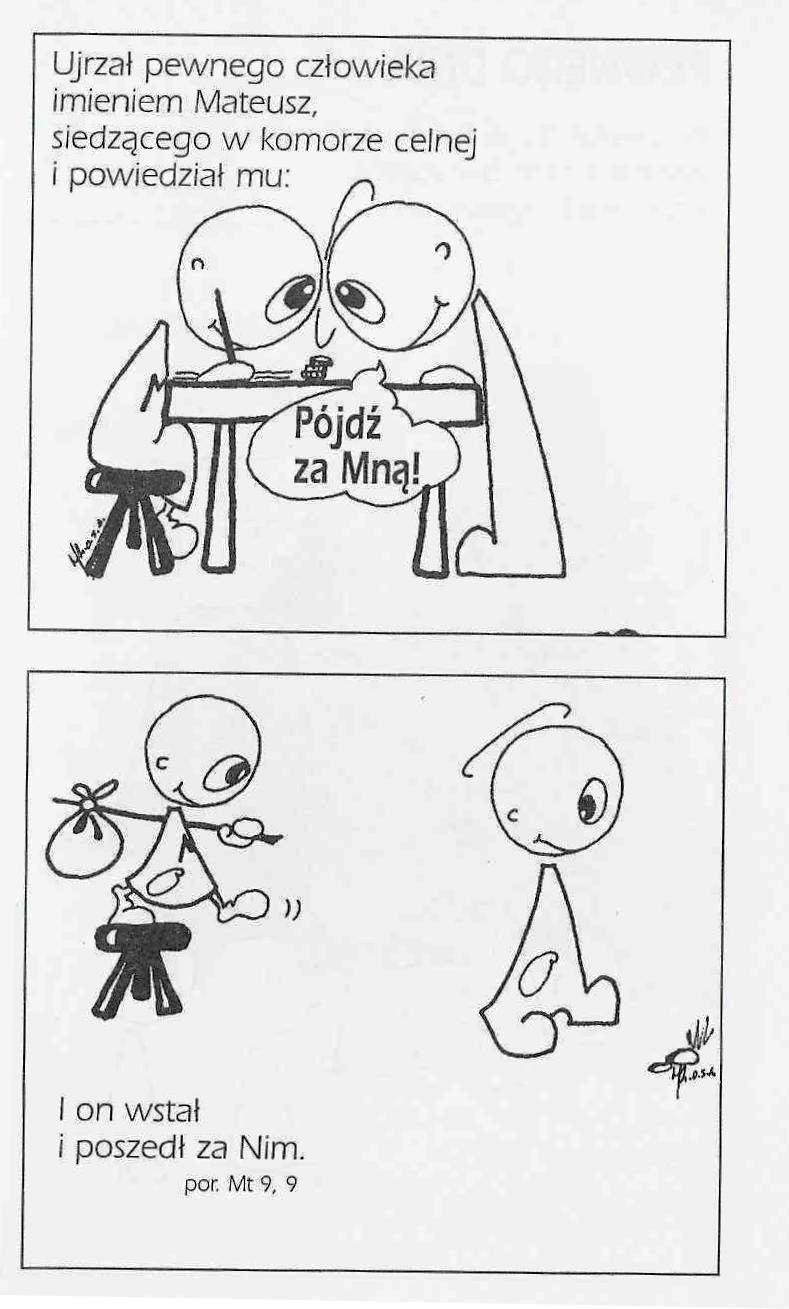 Ujrzał pewnego człowieka
imieniem Mateusz,
siedzącego w komorze celnej
i powiedział mu:
Pójdź
za Mną!
M
M
I on wstał
i poszedł za Nim.
por. Mt 9, 9